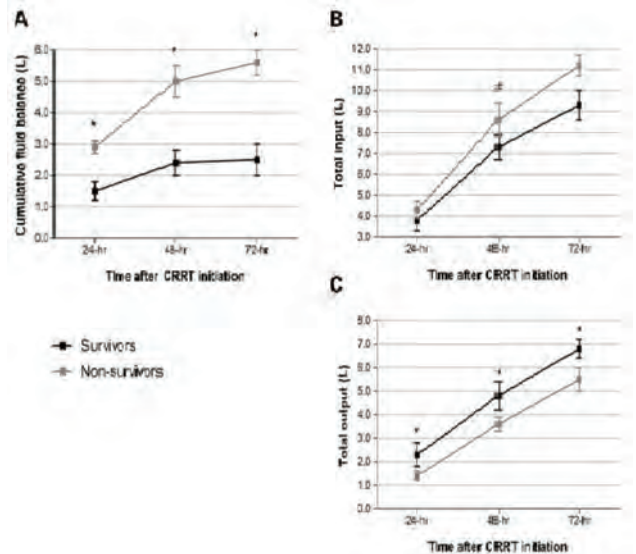 A
Cumulative fluid balance (L)
6.0
5.0
4.0
3.0
2.0
1.0
0.0
*
*
*
24-hr
48-hr
72-hr
Time after CRRT initiation
B
Total input (L)
12.0
11.0
10.0
9.0
8.0
7.0
6.0
5.0
4.0
3.0
#
24-hr
48-hr
72-hr
Time after CRRT initiation
Survivors
Non-survivors
C
Total output (L)
8.0
7.0
6.0
5.0
4.0
3.0
2.0
1.0
0.0
*
*
*
24-hr
48-hr
72-hr
Time after CRRT initiation